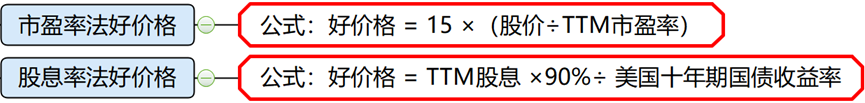 市盈率法好价格 公式：好价格 = 15 ×（股价÷TTM市盈率）
股息率法好价格 公式：好价格 = TTM股息 ×90%÷ 美国十年期国债收益率